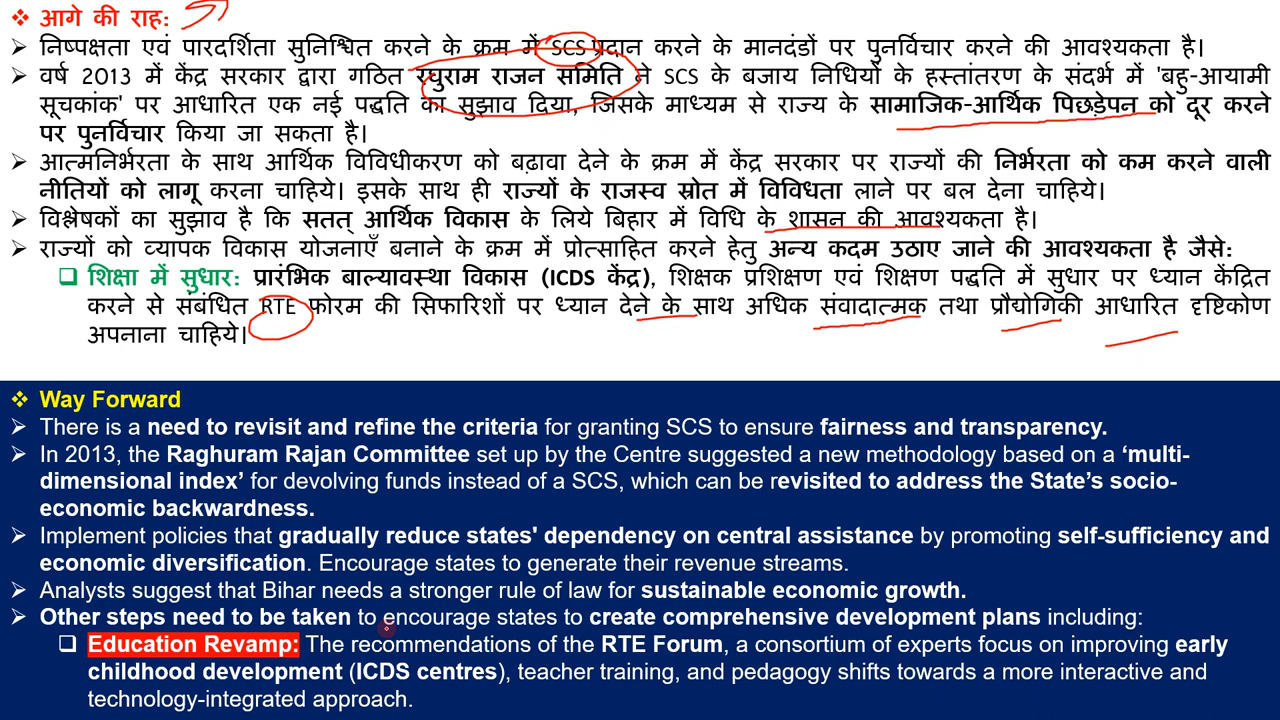 ❖ आगे की राह:
➢ निष्पक्षता एवं पारदर्शिता सुनिश्चित करने के क्रम में SCS प्रदान करने के मानदंडों पर पुनर्विचार करने की आवश्यकता है।
➢ वर्ष 2013 में केंद्र सरकार द्वारा गठित रघुराम राजन समिति ने SCS के बजाय निधियों के हस्तांतरण के संदर्भ में 'बहु-आयामी
सूचकांक' पर आधारित एक नई पद्धति का सुझाव दिया, जिसके माध्यम से राज्य के सामाजिक-आर्थिक पिछड़ेपन को दूर करने
पर पुनर्विचार किया जा सकता है।
➢ आत्मनिर्भरता के साथ आर्थिक विविधीकरण को बढ़ावा देने के क्रम में केंद्र सरकार पर राज्यों की निर्भरता को कम करने वाली
नीतियों को लागू करना चाहिये। इसके साथ ही राज्यों के राजस्व स्रोत में विविधता लाने पर बल देना चाहिये।
➢ विश्लेषकों का सुझाव है कि सतत् आर्थिक विकास के लिये बिहार में विधि के शासन की आवश्यकता है।
➢ राज्यों को व्यापक विकास योजनाएँ बनाने के क्रम में प्रोत्साहित करने हेतु अन्य कदम उठाए जाने की आवश्यकता है जैसे:
❑ शिक्षा में सुधार: प्रारंभिक बाल्यावस्था विकास (ICDS केंद्र), शिक्षक प्रशिक्षण एवं शिक्षण पद्धति में सुधार पर ध्यान केंद्रित
करने से संबंधित RTE फोरम की सिफारिशों पर ध्यान देने के साथ अधिक संवादात्मक तथा प्रौद्योगिकी आधारित दृष्टिकोण
अपनाना चाहिये।
❖ Way Forward
➢ There is a need to revisit and refine the criteria for granting SCS to ensure fairness and transparency.
➢ In 2013, the Raghuram Rajan Committee set up by the Centre suggested a new methodology based on a ‘multi-
dimensional index’ for devolving funds instead of a SCS, which can be revisited to address the State’s socio-
economic backwardness.
➢ Implement policies that gradually reduce states' dependency on central assistance by promoting self-sufficiency and
economic diversification. Encourage states to generate their revenue streams.
➢ Analysts suggest that Bihar needs a stronger rule of law for sustainable economic growth.
➢ Other steps need to be taken to encourage states to create comprehensive development plans including:
❑ Education Revamp: The recommendations of the RTE Forum, a consortium of experts focus on improving early
childhood development (ICDS centres), teacher training, and pedagogy shifts towards a more interactive and
technology-integrated approach.